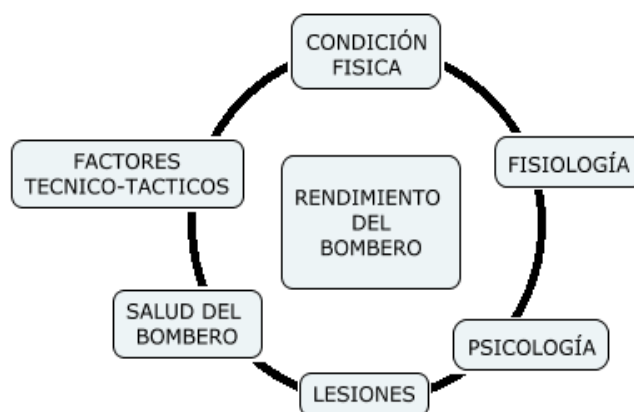 CONDICIÓN
FISICA
FACTORES
TECNICO-TACTICOS
FISIOLOGÍA
RENDIMIENTO
DEL
BOMBERO
SALUD DEL
BOMBERO
PSICOLOGÍA
LESIONES